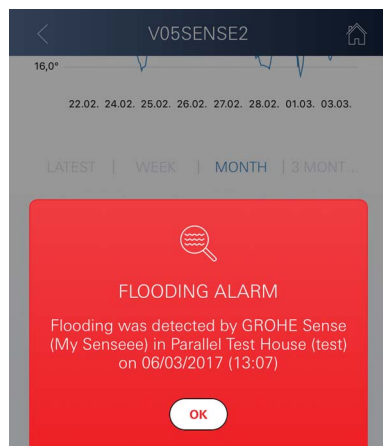 V05SENSE2
16,0°
22.02. 24.02. 25.02. 26.02. 27.02. 28.02. 01.03. 03.03.
LATEST | WEEK | MONTH | 3 MONT...
FLOODING ALARM
Flooding was detected by GROHE Sense
(My Senseee) in Parallel Test House (test)
on 06/03/2017 (13:07)
OK